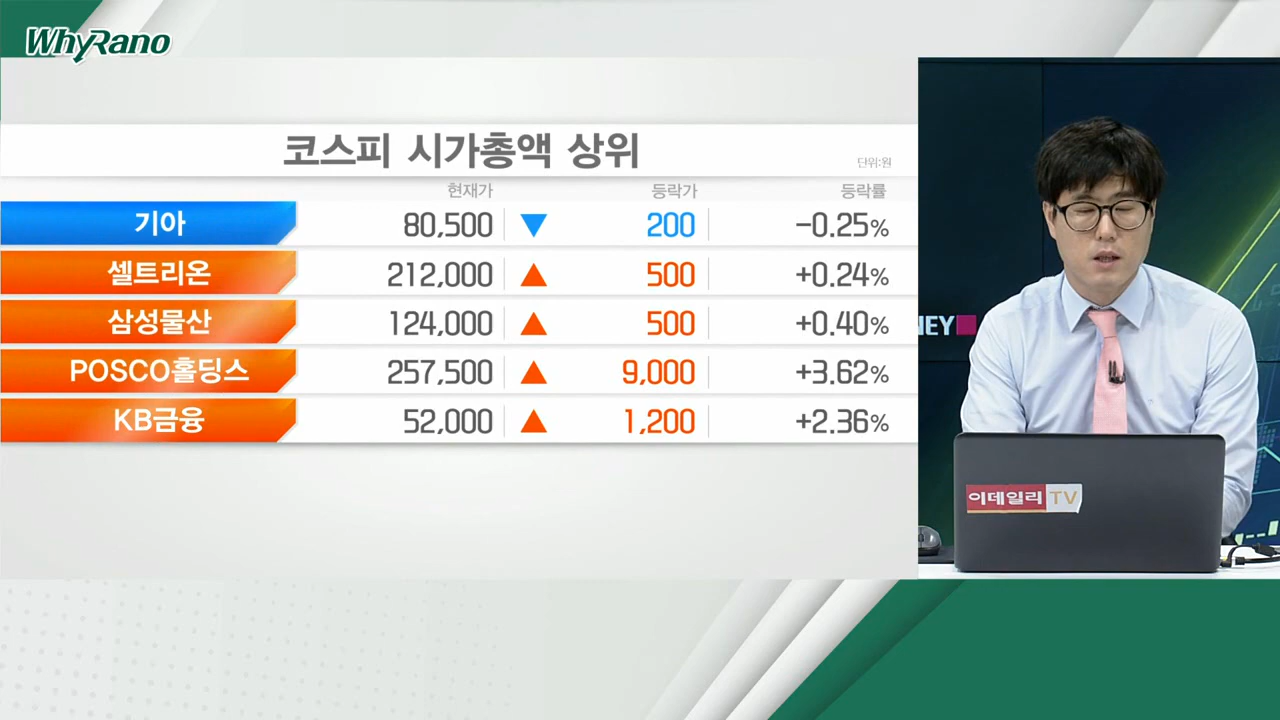 WhyRano
코스피 시가총액 상위
단위:원
현재가 등락가 등락률
기아 80,500 ▼ 200 -0.25%
셀트리온 212,000 ▲ 500 +0.24%
삼성물산 124,000 ▲ 500 +0.40%
POSCO홀딩스 257,500 ▲ 9,000 +3.62%
KB금융 52,000 ▲ 1,200 +2.36%
NEY
이데일리TV